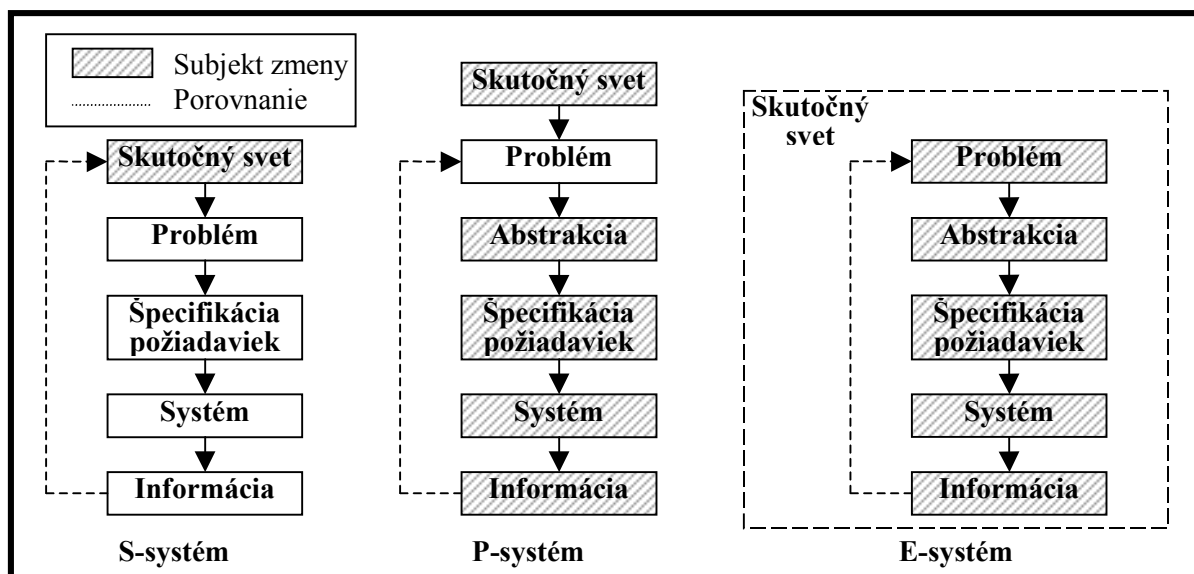 Subjekt zmeny
Porovnanie
Skutočný svet
Problém
Špecifikácia
požiadaviek
Systém
Informácia
S-systém
Skutočný svet
Problém
Abstrakcia
Špecifikácia
požiadaviek
Systém
Informácia
P-systém
Skutočný
svet
Problém
Abstrakcia
Špecifikácia
požiadaviek
Systém
Informácia
E-systém